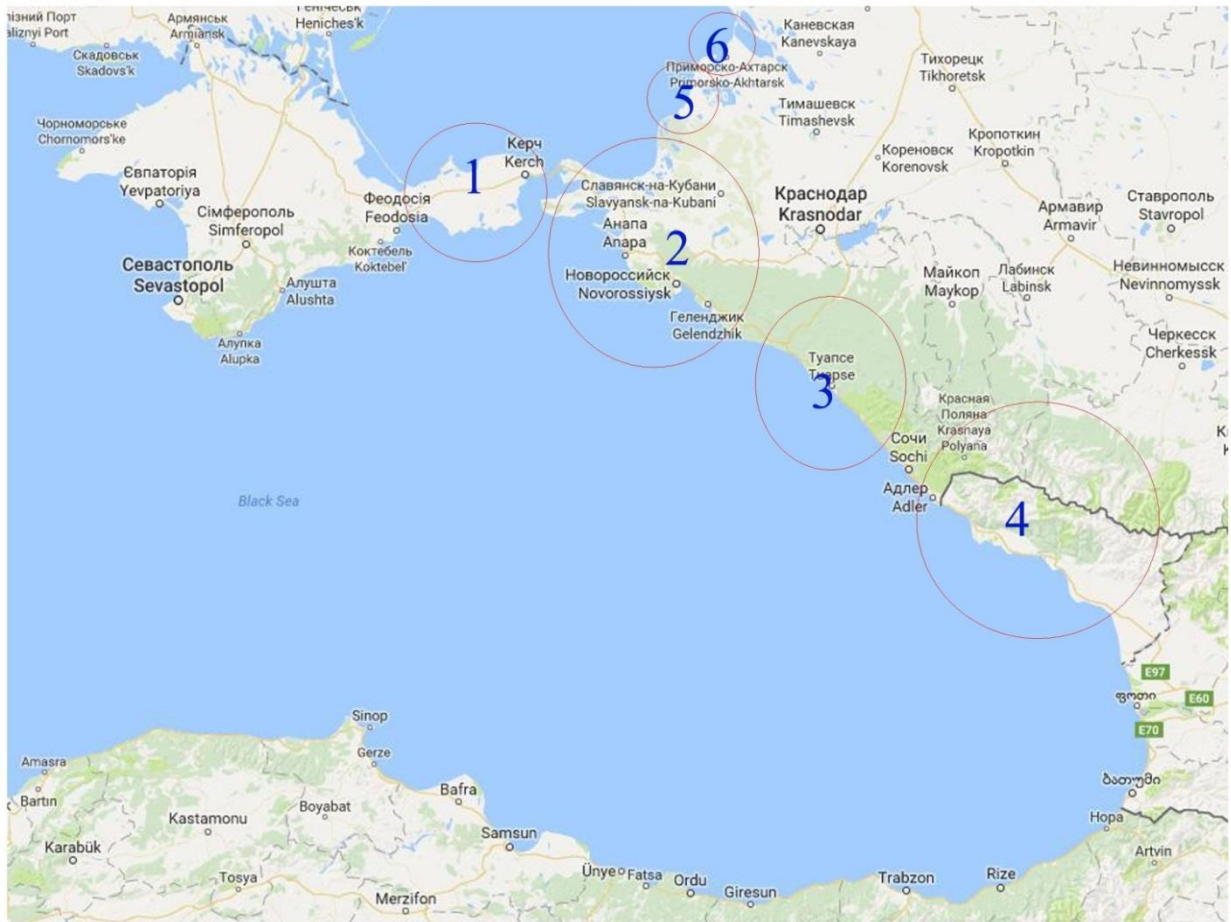 лізний Порт
aliznyi Port
Армянськ
Armiansk
Генічеськ
Heniches'k
Скадовськ
Skadovs'k
Каневская
Kanevskaya
6
Приморско-Ахтарск
Primorsko-Akhtarsk
Тихорецк
Tikhoretsk
5
Тимашевск
Timashevsk
Чорноморське
Chornomors'ke
Керч
Kerch
1
Кореновск
Korenovsk
Кропоткин
Kropotkin
Євпаторія
Yevpatoriya
Феодосія
Feodosia
Сімферополь
Simferopol
Славянск-на-Кубани
Slavyansk-na-Kubani
Краснодар
Krasnodar
Армавир
Armavir
Ставрополь
Stavropol
Анапа
Anapa
2
Коктебель
Koktebel'
Севастополь
Sevastopol
Алушта
Alushta
Новороссийск
Novorossiysk
Майкоп
Maykop
Лабинск
Labinsk
Невинномысск
Nevinnomyssk
Геленджик
Gelendzhik
Алупка
Alupka
Черкесск
Cherkessk
Туапсе
Tuapse
3
Красная
Поляна
Krasnaya
Polyana
Сочи
Sochi
Адлер
Adler
4
Black Sea
E97
ფოთი
E60
E70
Sinop
Gerze
Amasra
Bartın
Bafra
Boyabat
Kastamonu
ბათუმი
Samsun
Hopa
Karabük
Ünye
Fatsa
Ordu
Giresun
Trabzon
Rize
Artvin
Tosya
Merzifon